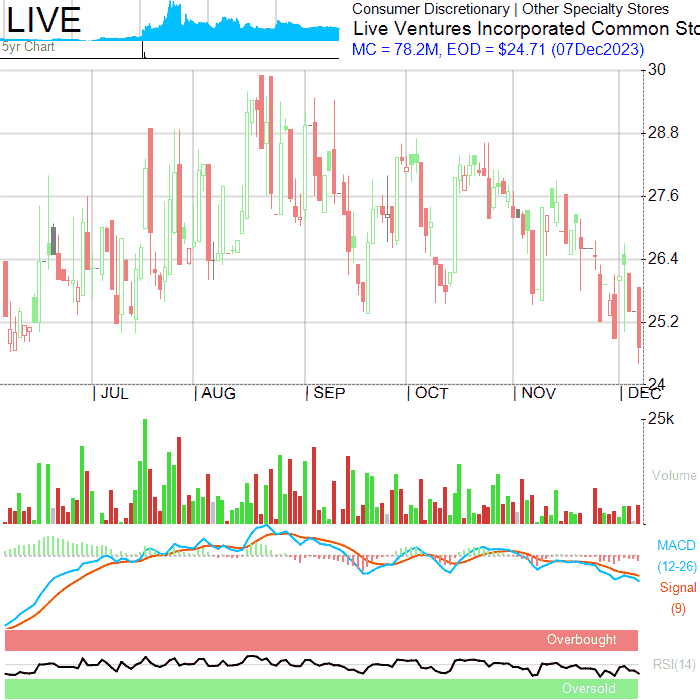 LIVE
5yr Chart
Consumer Discretionary | Other Specialty Stores
Live Ventures Incorporated Common Sto
MC = 78.2M, EOD = $24.71 (07Dec2023)
30
28.8
27.6
26.4
25.2
24
JUL AUG SEP OCT NOV DEC
25k
Volume
MACD
(12-26)
Signal
(9)
Overbought
RSI(14)
Oversold